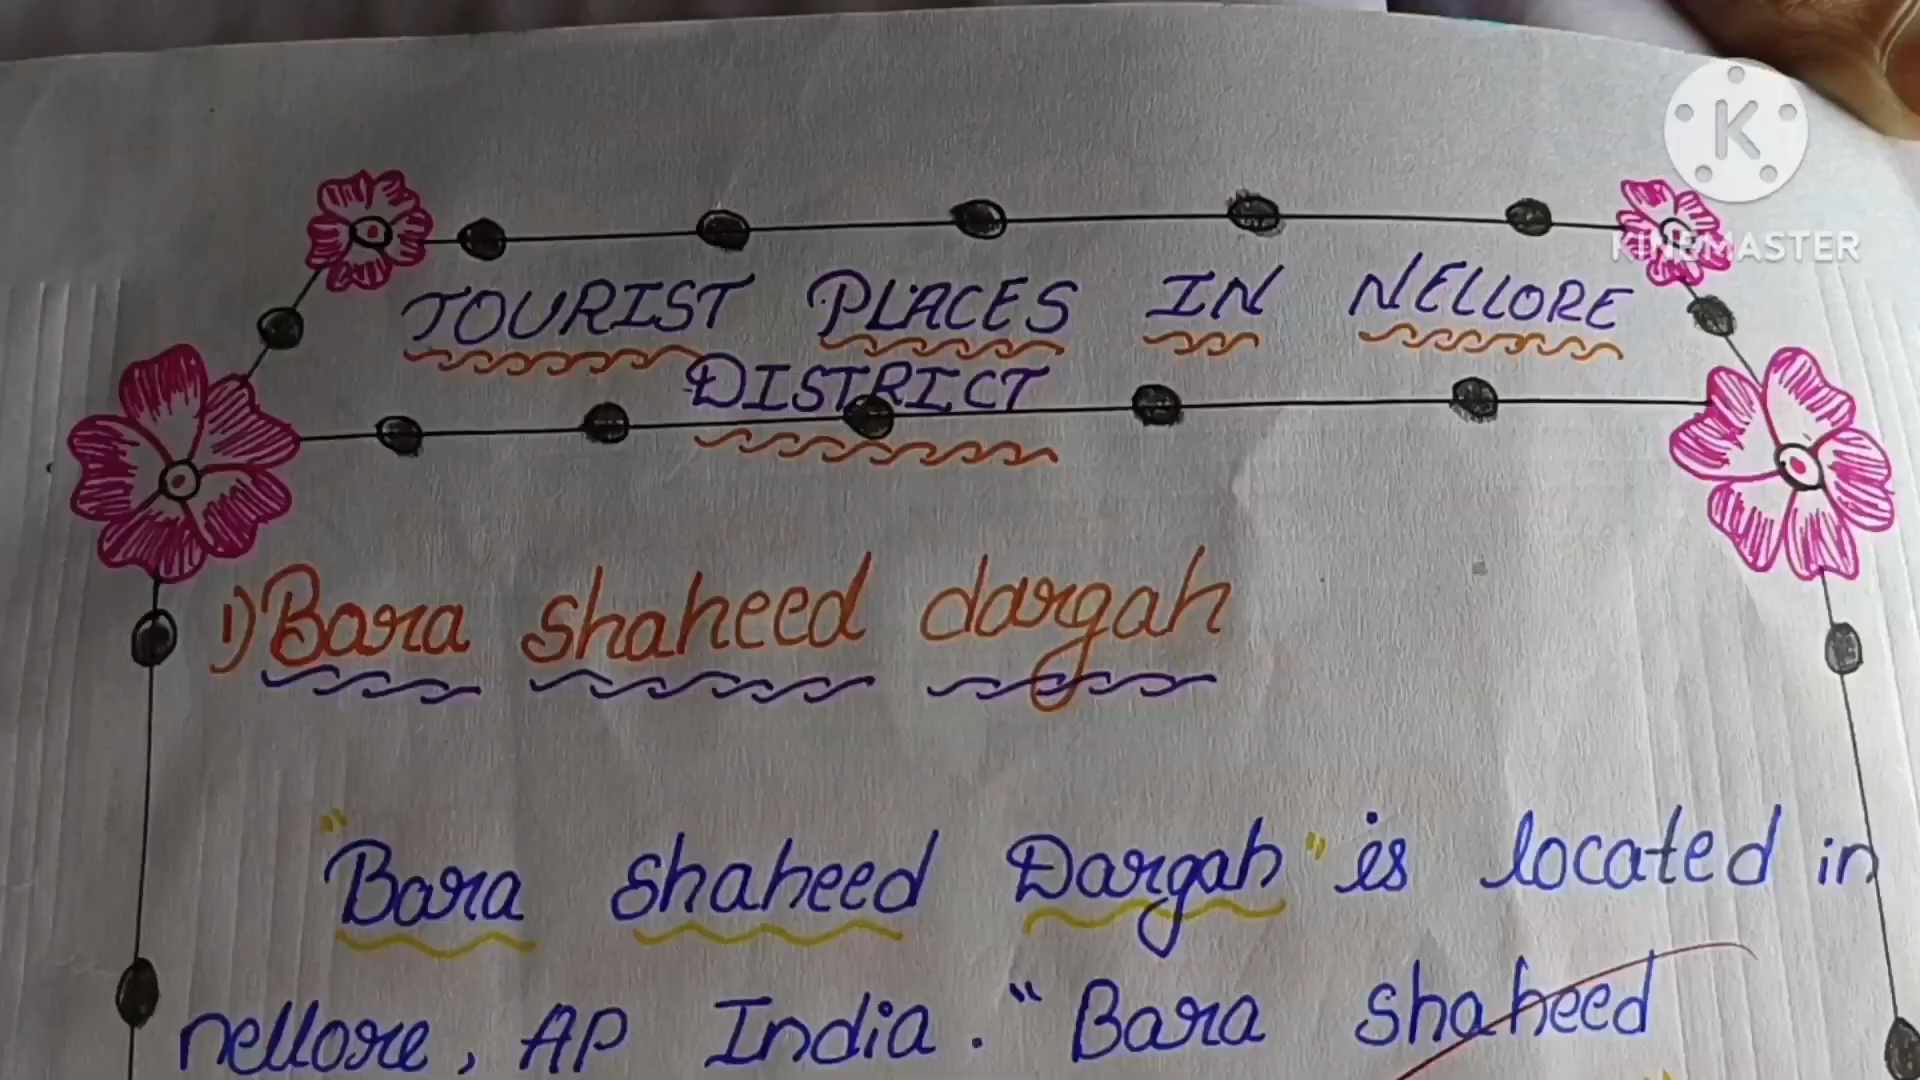 K
KINEMASTER
TOURIST PLACES IN NELLORE
DISTRICT
1) Bara shaheed dargah
"Bara shaheed Dargah" is located in
nellore, AP India. "Bara shaheed